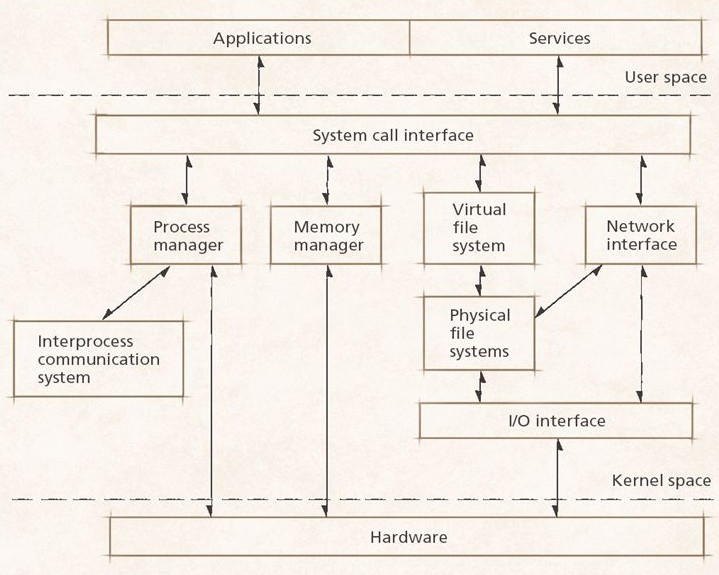 Applications
Services
User space
System call interface
Process
manager
Memory
manager
Virtual
file
system
Network
interface
Interprocess
communication
system
Physical
file
systems
I/O interface
Kernel space
Hardware